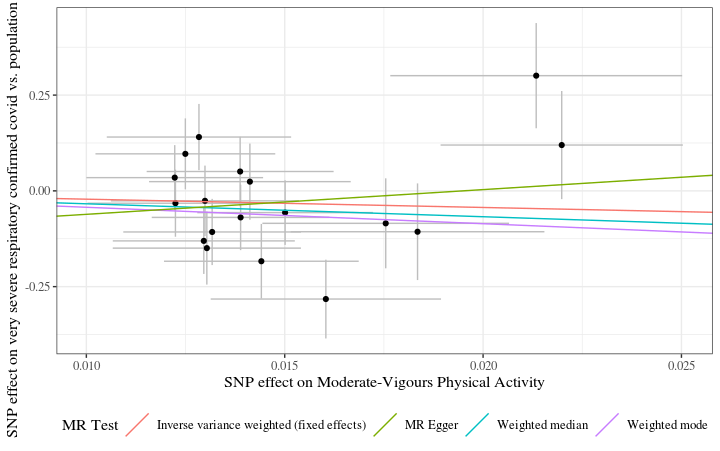 SNP effect on very severe respiratory confirmed covid vs. population
0.25
0.00
-0.25
0.010
0.015
0.020
0.025
SNP effect on Moderate-Vigours Physical Activity
MR Test
Inverse variance weighted (fixed effects)
MR Egger
Weighted median
Weighted mode